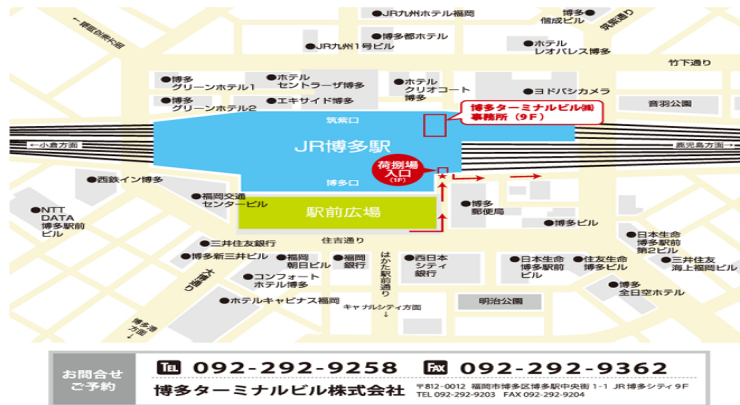 ●JR九州ホテル福岡
博多●
偕成ビル
筑紫通り
●博多都ホテル
●JR九州1号ビル
●ホテル
レオパレス博多
竹下通り
●博多
グリーンホテル1
●ホテル
セントラーザ博多
●ホテル
クリオコート
博多
●ヨドバシカメラ
●博多
グリーンホテル2
●エキサイド博多
博多ターミナルビル㈱
事務所(9F)
音羽公園
筑紫口
JR博多駅
←小倉方面
鹿児島方面→
荷捌場
入口
(1F)
博多口
★
●西鉄イン博多
●福岡交通
センタービル
駅前広場
●NTT
DATA
博多駅前
ビル
●博多
郵便局
●博多ビル
住吉通り
●三井住友銀行
●博多新三井ビル
●福岡
朝日ビル
●福岡
銀行
はかた駅前通り
●西日本
シティ
銀行
●日本生命
博多駅前
ビル
●住友生命
博多ビル
●日本生命
博多駅前
第2ビル
●三井住友
海上福岡ビル
大博通り
●コンフォート
ホテル博多
●博多
全日空ホテル
●ホテルキャビナス福岡
キャナルシティ方面
↓
明治公園
博多港
方面
お問合せ
ご予約
TEL 092-292-9258 FAX 092-292-9362
博多ターミナルビル株式会社
〒812-0012 福岡市博多区博多駅中央街1-1 JR博多シティ9F
TEL 092-292-9203 FAX 092-292-9204